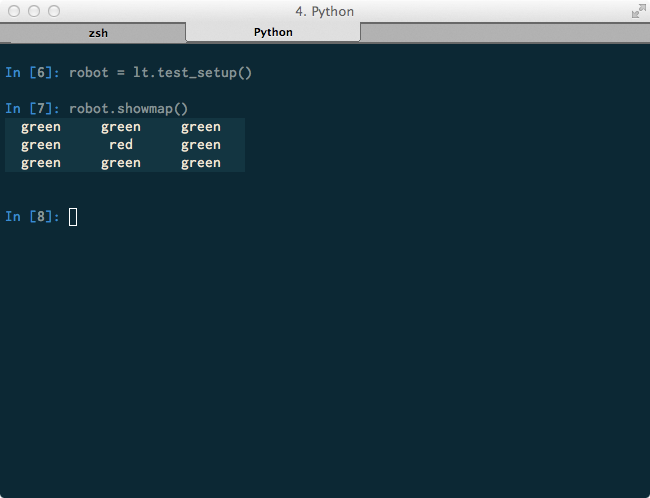 4. Python
zsh Python
In [6]: robot = lt.test_setup()
In [7]: robot.showmap()
green green green
green red green
green green green
In [8]: